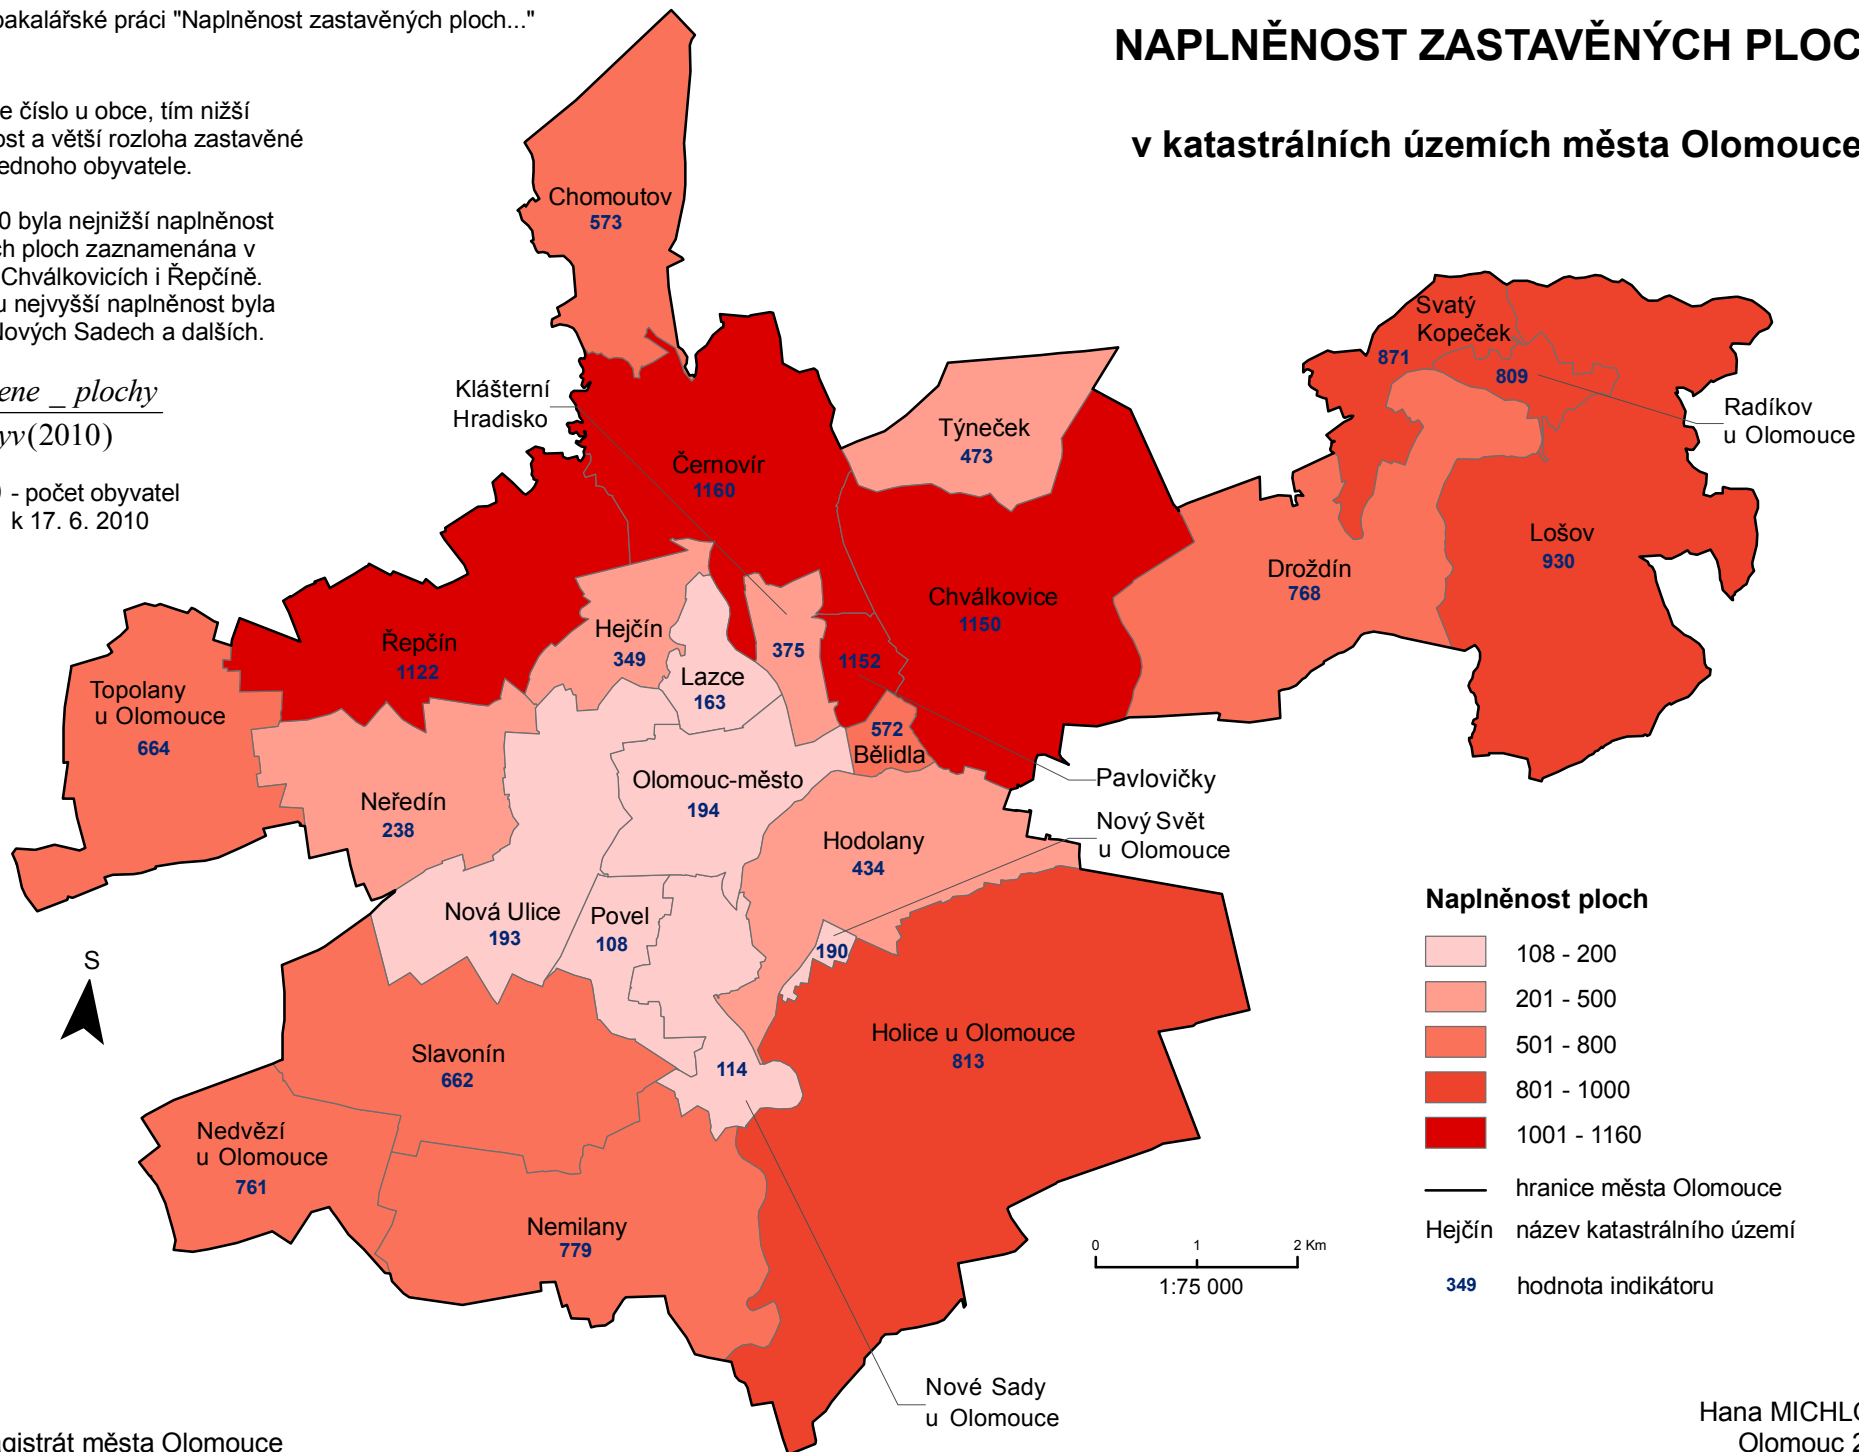 bakalářské práci "Naplněnost zastavěných ploch..."
NAPLNĚNOST ZASTAVĚNÝCH PLOC
v katastrálních územích města Olomouce
e číslo u obce, tím nižší
ost a větší rozloha zastavěné
ednoho obyvatele.
0 byla nejnižší naplněnost
ch ploch zaznamenána v
Chválkovicích i Řepčíně.
u nejvyšší naplněnost byla
Nových Sadech a dalších.
ene _ plochy
yv(2010)
) - počet obyvatel
k 17. 6. 2010
Chomoutov
573
Klášterní
Hradisko
Černovír
1160
Týneček
473
Svatý
Kopeček
871
809
Radíkov
u Olomouce
Lošov
930
Droždín
768
Chválkovice
1150
Řepčín
1122
Hejčín
349
Lazce
163
375
1152
572
Bělidla
Topolany
u Olomouce
664
Neředín
238
Olomouc-město
194
Pavlovičky
Nový Svět
u Olomouce
Hodolany
434
Nová Ulice
193
Povel
108
190
S
Slavonín
662
114
Holice u Olomouce
813
Nedvězí
u Olomouce
761
Nemilany
779
Nové Sady
u Olomouce
Naplněnost ploch
108 - 200
201 - 500
501 - 800
801 - 1000
1001 - 1160
hranice města Olomouce
Hejčín název katastrálního území
349 hodnota indikátoru
0 1 2 Km
1:75 000
agistrát města Olomouce
Hana MICHLO
Olomouc 2